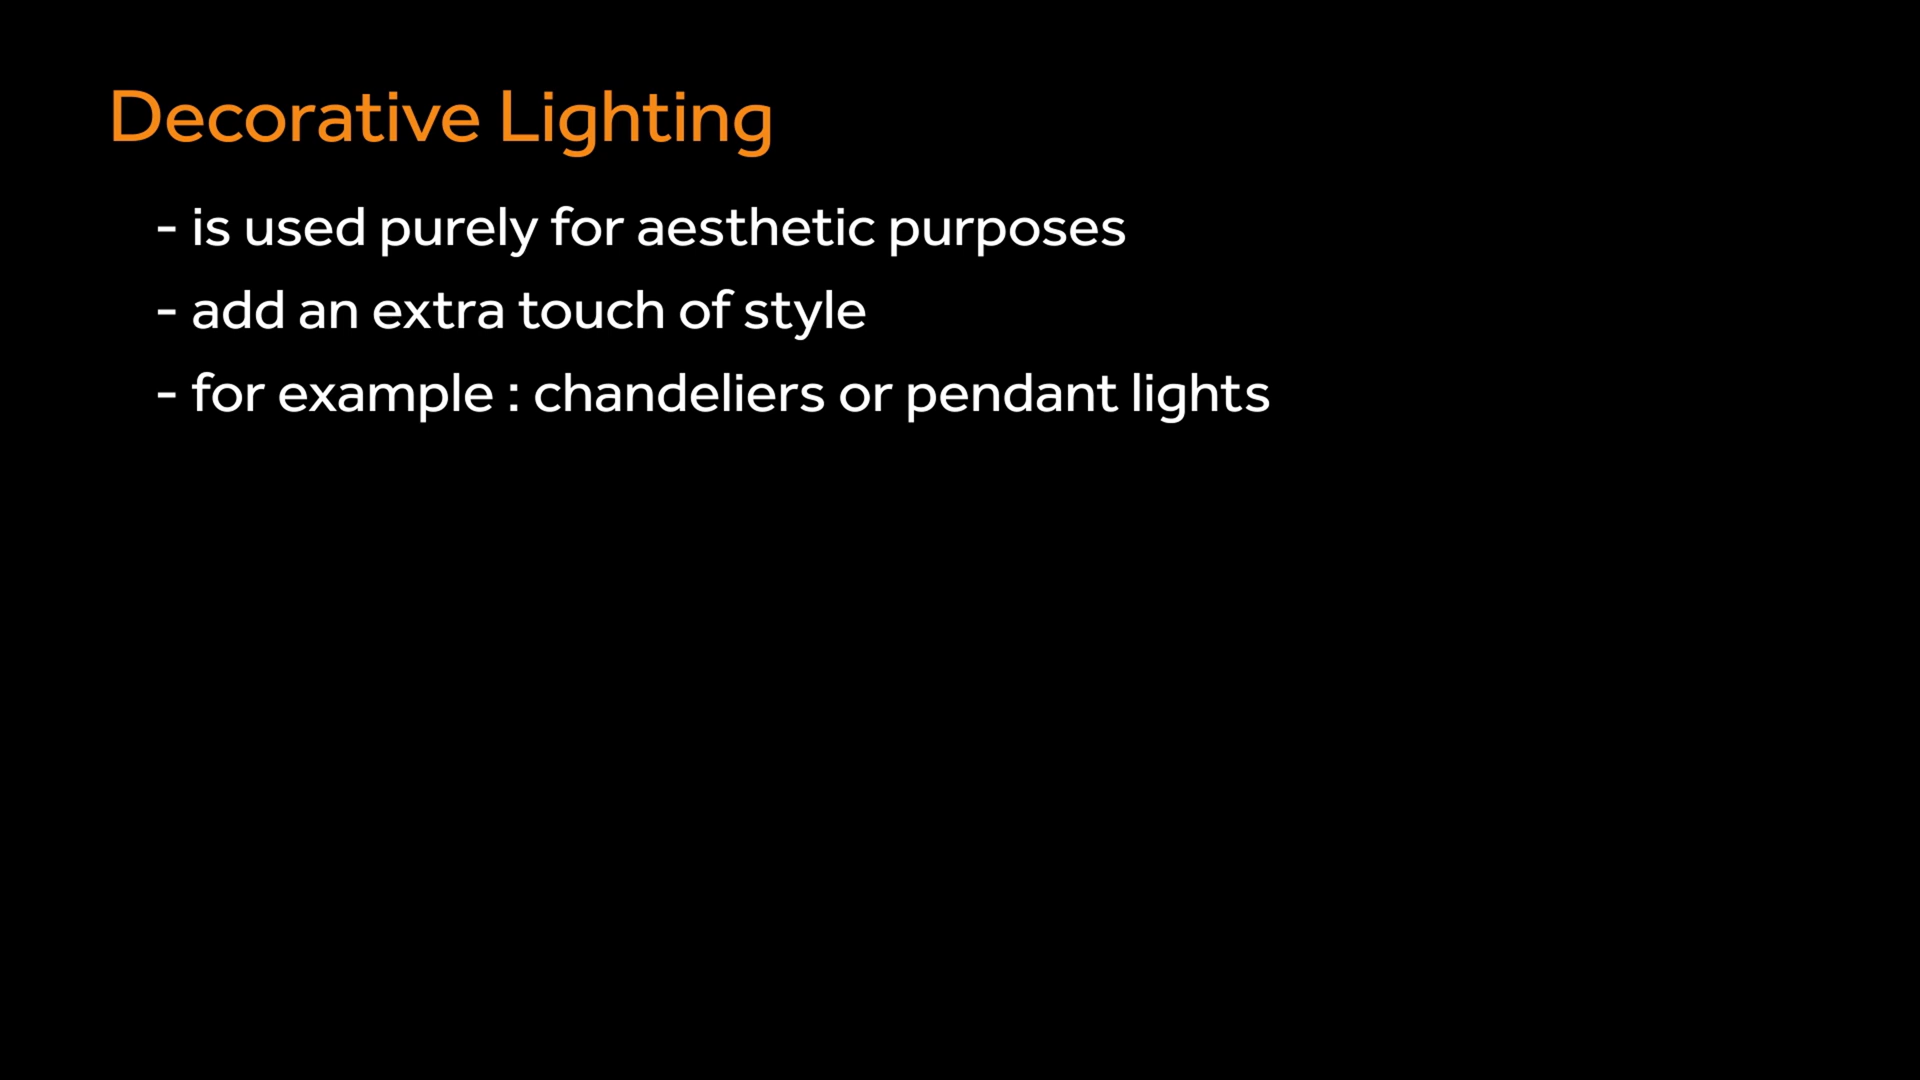 Decorative Lighting
- is used purely for aesthetic purposes
- add an extra touch of style
- for example : chandeliers or pendant lights